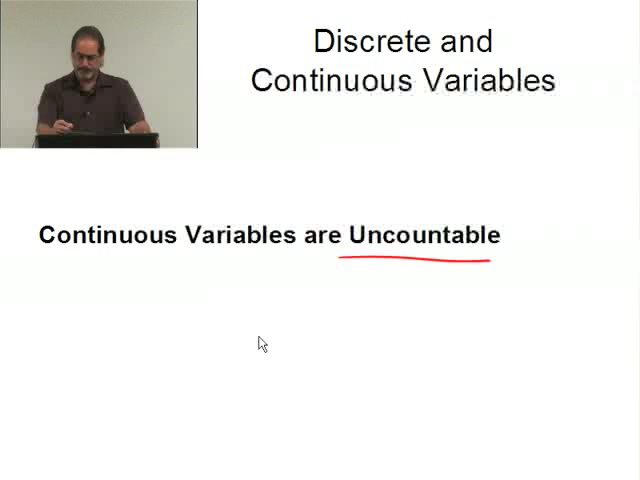 Discrete and
Continuous Variables
Continuous Variables are Uncountable